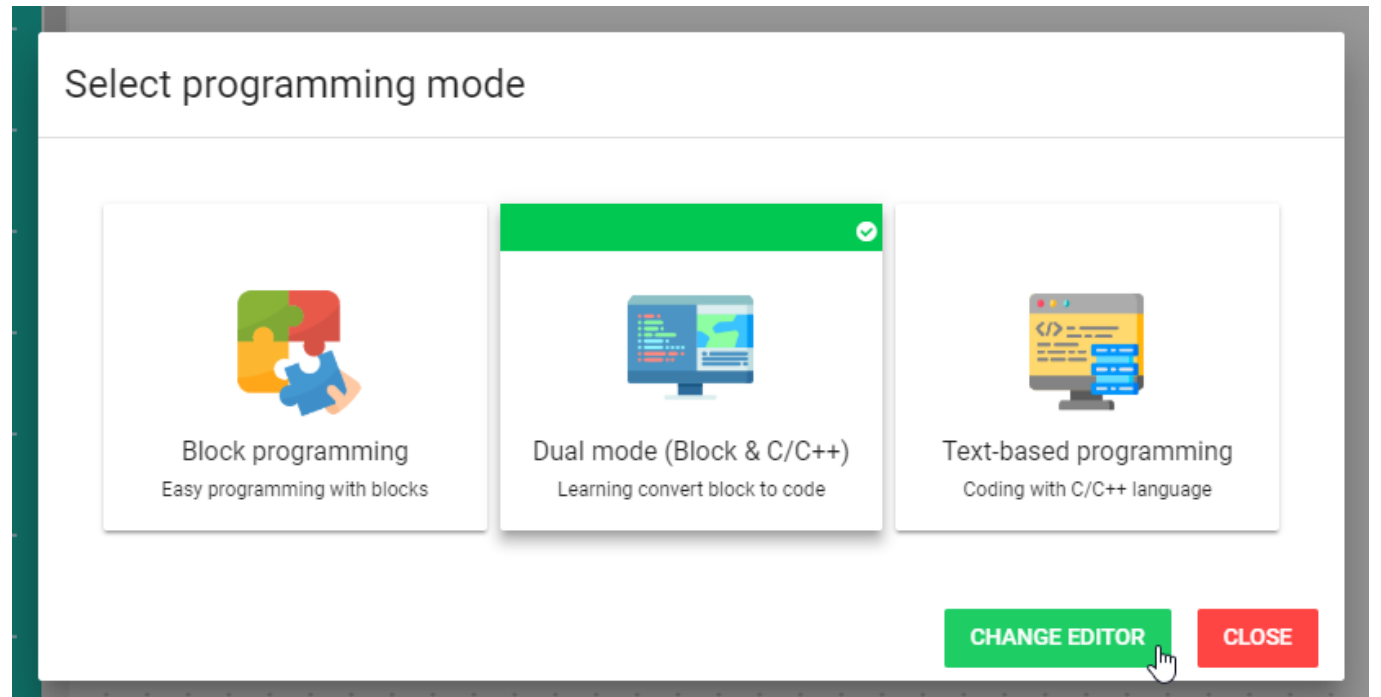 Select programming mode
Block programming
Easy programming with blocks
Dual mode (Block & C/C++)
Learning convert block to code
</>
Text-based programming
Coding with C/C++ language
CHANGE EDITOR
CLOSE